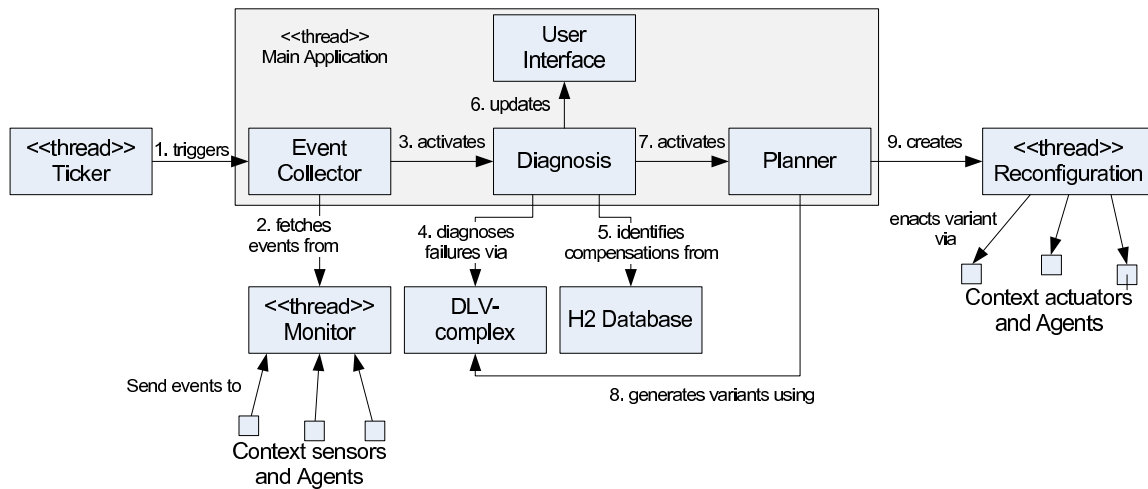 <<thread>>
Main Application
User
Interface
6. updates
<<thread>>
Ticker
1. triggers
Event
Collector
3. activates
Diagnosis
7. activates
Planner
9. creates
<<thread>>
Reconfiguration
2. fetches
events from
4. diagnoses
failures via
5. identifies
compensations from
enacts variant
via
<<thread>>
Monitor
DLV-
complex
H2 Database
Context actuators
and Agents
Send events to
8. generates variants using
Context sensors
and Agents